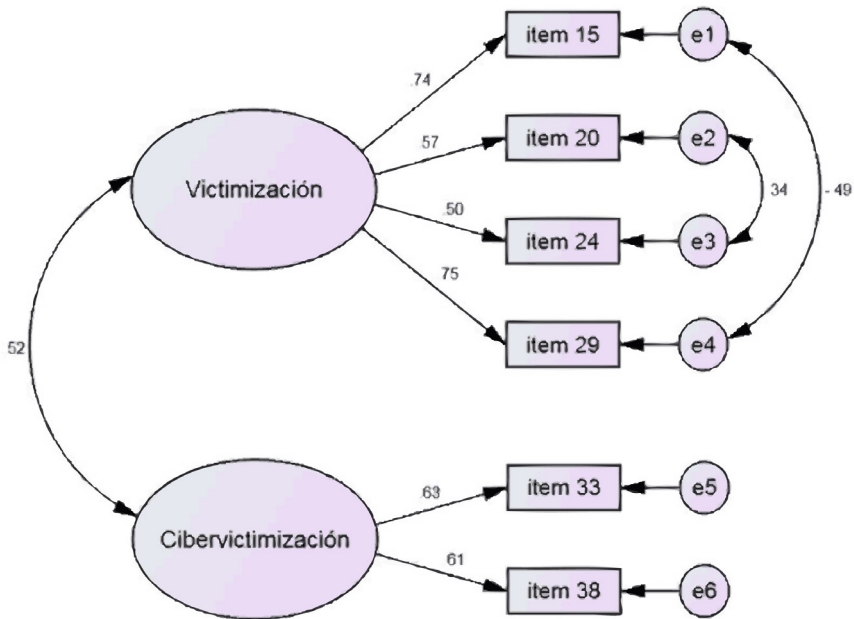 item 15
e1
.74
item 20
e2
57
Victimización
34
- 49
.50
item 24
e3
75
item 29
e4
52
item 33
e5
.63
Cibervictimización
61
item 38
e6